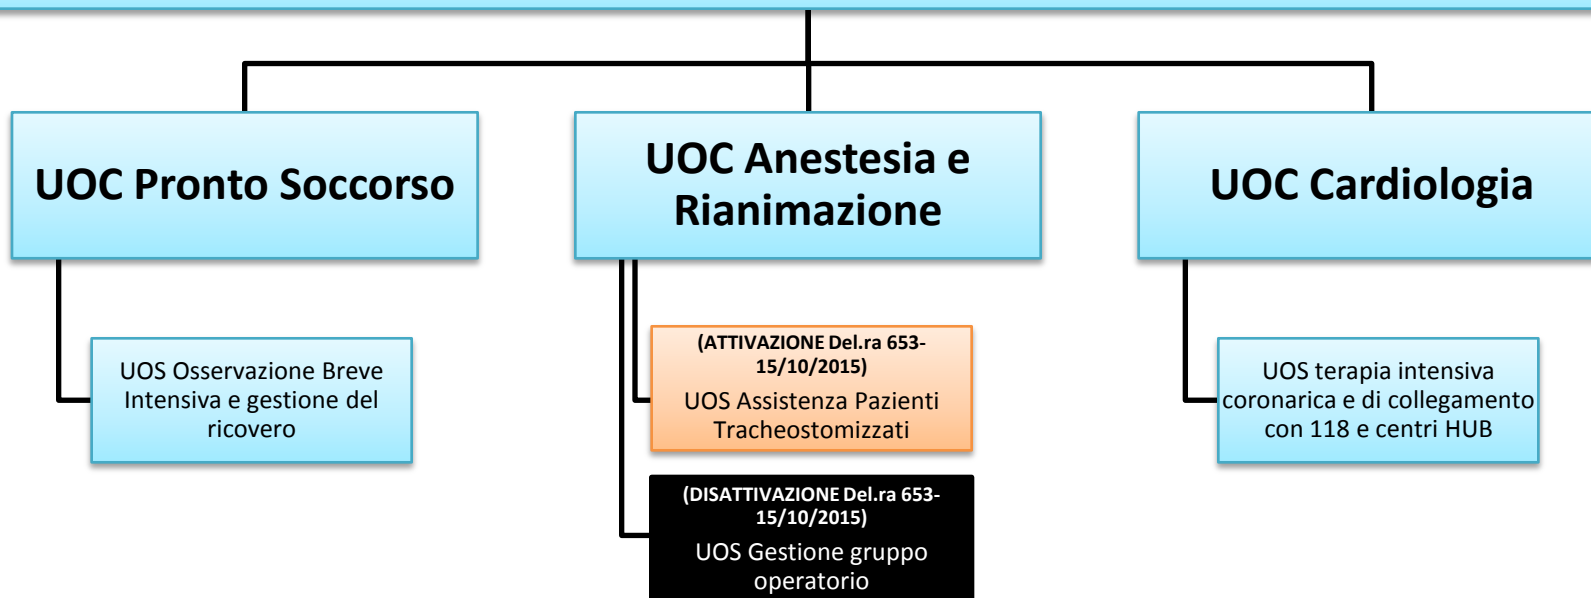 UOC Pronto Soccorso
UOC Anestesia e
Rianimazione
UOC Cardiologia
UOS Osservazione Breve
Intensiva e gestione del
ricovero
(ATTIVAZIONE Del.ra 653-
15/10/2015)
UOS Assistenza Pazienti
Tracheostomizzati
(DISATTIVAZIONE Del.ra 653-
15/10/2015)
UOS Gestione gruppo
operatorio
UOS terapia intensiva
coronarica e di collegamento
con 118 e centri HUB